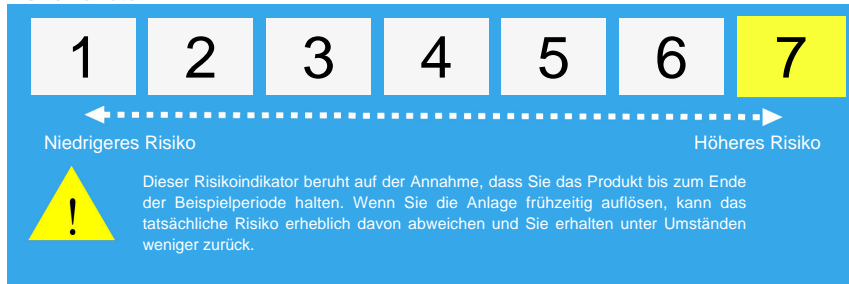 1 2 3 4 5 6 7
Niedrigeres Risiko Höheres Risiko
!
Dieser Risikoindikator beruht auf der Annahme, dass Sie das Produkt bis zum Ende
der Beispielperiode halten. Wenn Sie die Anlage frühzeitig auflösen, kann das
tatsächliche Risiko erheblich davon abweichen und Sie erhalten unter Umständen
weniger zurück.